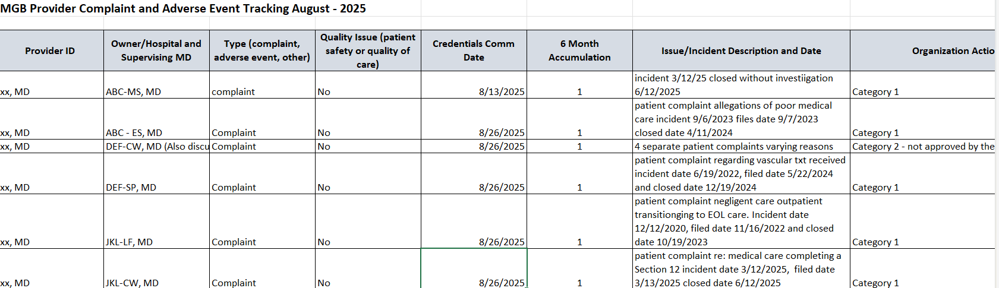 MGB Provider Complaint and Adverse Event Tracking August - 2025
Provider ID
Owner/Hospital and
Supervising MD
Type (complaint,
adverse event, other)
Quality Issue (patient
safety or quality of
care)
Credentials Comm
Date
6 Month
Accumulation
Issue/Incident Description and Date
Organization Actio
xx, MD
ABC-MS, MD
complaint
No
8/13/2025
1
incident 3/12/25 closed without investiigation
6/12/2025
Category 1
xx, MD
ABC - ES, MD
Complaint
No
8/26/2025
1
patient complaint allegations of poor medical
care incident 9/6/2023 files date 9/7/2023
closed date 4/11/2024
Category 1
xx, MD
DEF-CW, MD (Also discu
Complaint
No
8/26/2025
1
4 separate patient complaints varying reasons
Category 2 - not approved by the
xx, MD
DEF-SP, MD
Complaint
No
8/26/2025
1
patient complaint regarding vascular txt received
incident date 6/19/2022, filed date 5/22/2024
and closed date 12/19/2024
Category 1
xx, MD
JKL-LF, MD
Complaint
No
8/26/2025
1
patient complaint negligent care outpatient
transitionging to EOL care. Incident date
12/12/2020, filed date 11/16/2022 and closed
date 10/19/2023
Category 1
xx, MD
JKL-CW, MD
Complaint
No
8/26/2025
1
patient complaint re: medical care completing a
Section 12 incident date 3/12/2025,  filed date
3/13/2025 closed date 6/12/2025
Category 1